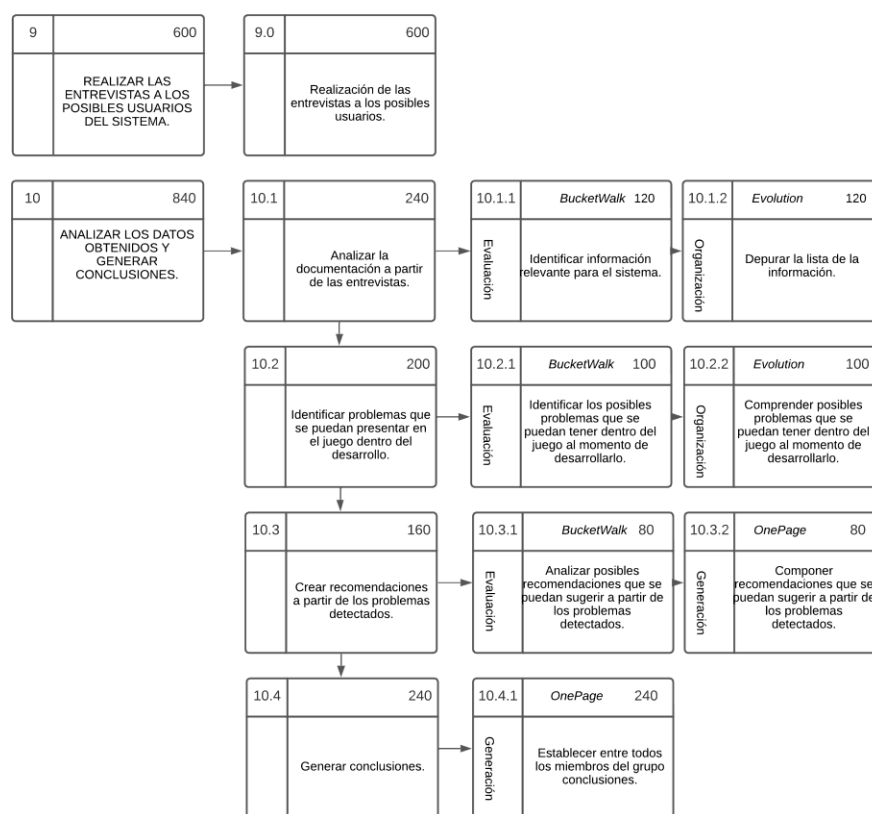 9 600
REALIZAR LAS
ENTREVISTAS A LOS
POSIBLES USUARIOS
DEL SISTEMA.
9.0 600
Realización de las
entrevistas a los posibles
usuarios.
10 840
ANALIZAR LOS DATOS
OBTENIDOS Y
GENERAR
CONCLUSIONES.
10.1 240
Analizar la
documentación a partir
de las entrevistas.
10.1.1 BucketWalk 120
Evaluación
Identificar información
relevante para el sistema.
10.1.2 Evolution 120
Organización
Depurar la lista de la
información.
10.2 200
Identificar problemas que
se puedan presentar en
el juego dentro del
desarrollo.
10.2.1 BucketWalk 100
Evaluación
Identificar los posibles
problemas que se
puedan tener dentro del
juego al momento de
desarrollarlo.
10.2.2 Evolution 100
Organización
Comprender posibles
problemas que se
puedan tener dentro del
juego al momento de
desarrollarlo.
10.3 160
Crear recomendaciones
a partir de los problemas
detectados.
10.3.1 BucketWalk 80
Evaluación
Analizar posibles
recomendaciones que se
puedan sugerir a partir de
los problemas
detectados.
10.3.2 OnePage 80
Generación
Componer
recomendaciones que se
puedan sugerir a partir de
los problemas
detectados.
10.4 240
Generar conclusiones.
10.4.1 OnePage 240
Generación
Establecer entre todos
los miembros del grupo
conclusiones.